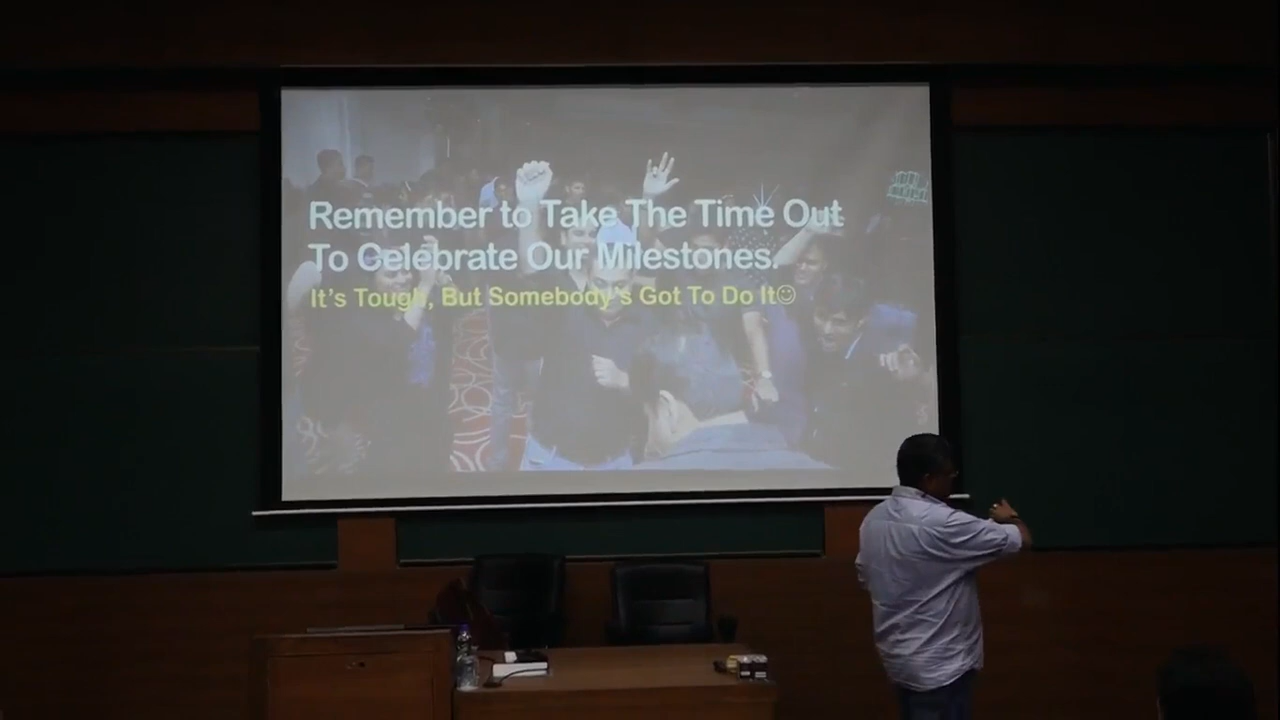 Remember to Take The Time Out
To Celebrate Our Milestones.
It's Tough, But Somebody's Got To Do It☺